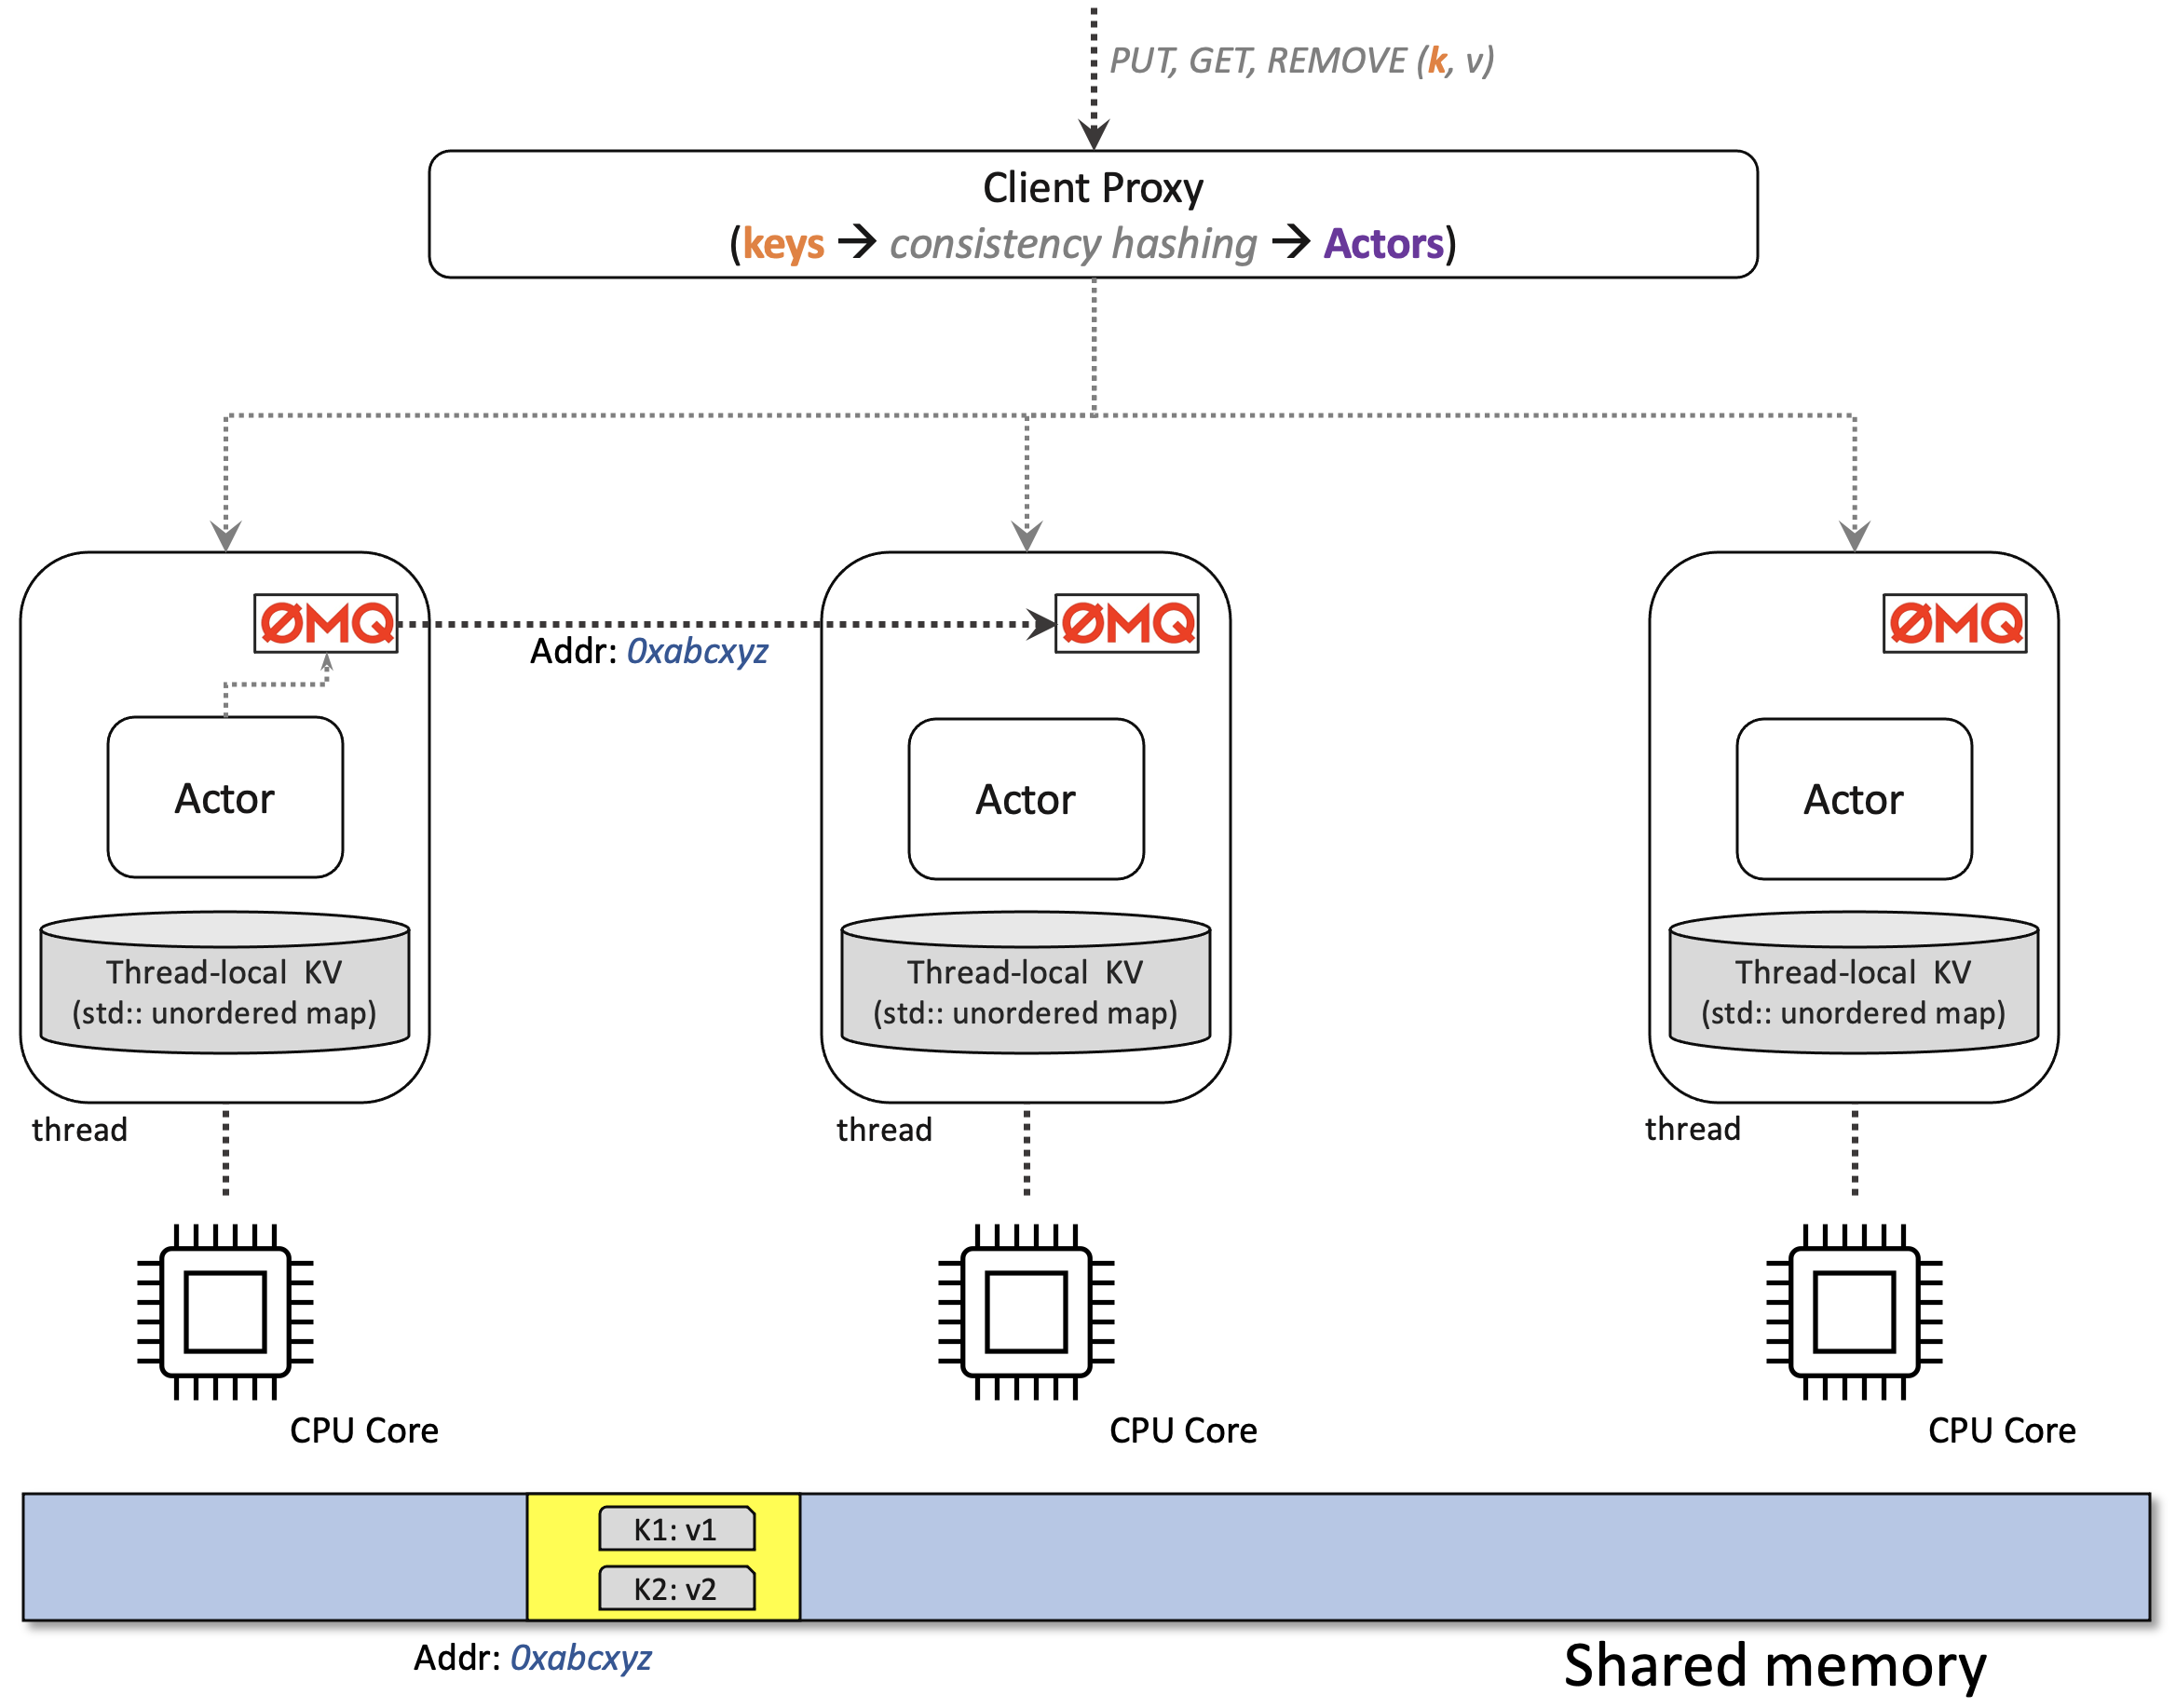 PUT, GET, REMOVE (k, v)
Client Proxy
(keys → consistency hashing → Actors)
ØMQ
ØMQ
ØMQ
Addr: 0xabcxyz
Actor
Actor
Actor
Thread-local KV
(std:: unordered map)
Thread-local KV
(std:: unordered map)
Thread-local KV
(std:: unordered map)
thread
thread
thread
CPU Core
CPU Core
CPU Core
K1: v1
K2: v2
Addr: 0xabcxyz
Shared memory